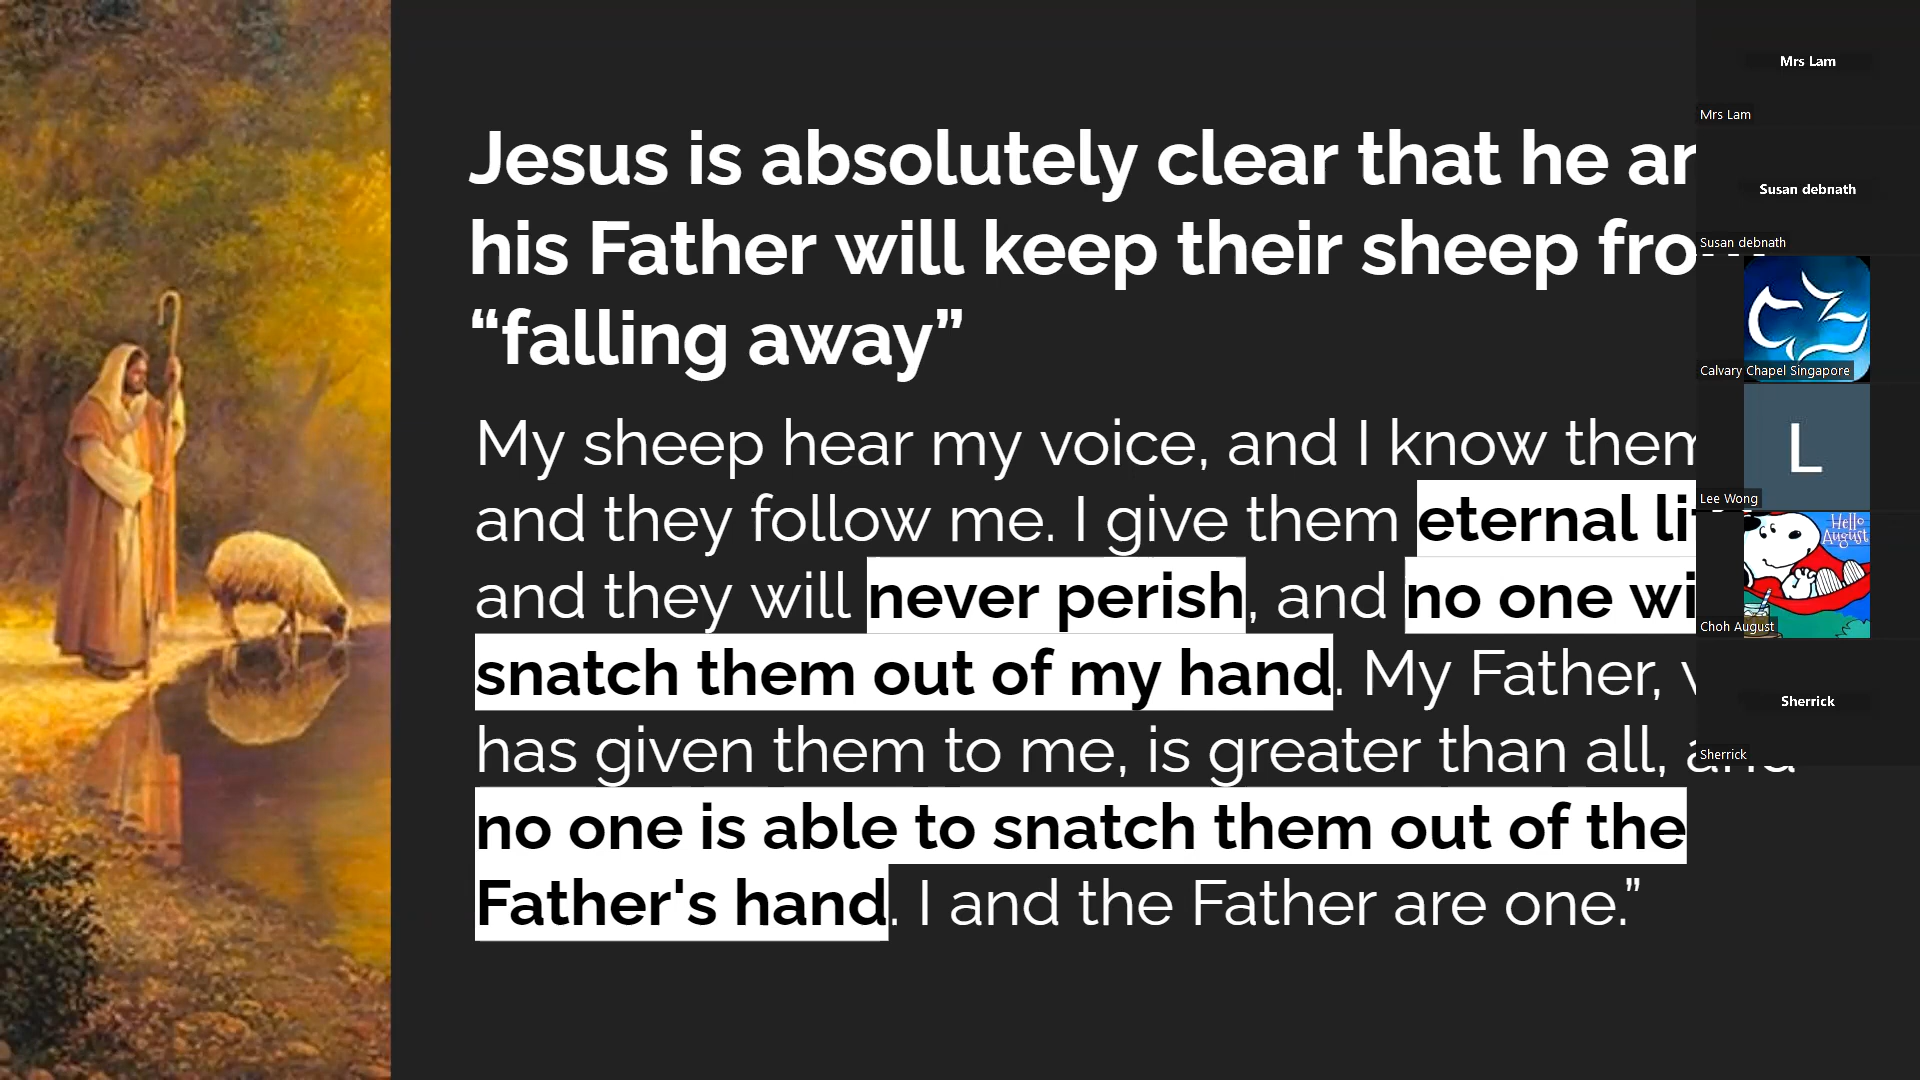 Jesus is absolutely clear that he
his Father will keep their sheep
“falling away”
My sheep hear my voice, and I know them
and they follow me. I give them eternal
and they will never perish, and no one
snatch them out of my hand. My Father,
has given them to me, is greater than all, and
no one is able to snatch them out of the
Father's hand. I and the Father are one.”
Mrs Lam
Mrs Lam
Susan debnath
Susan debnath
Calvary Chapel Singapore
L
Lee Wong
Hello
August
Choh August
Sherrick
Sherrick